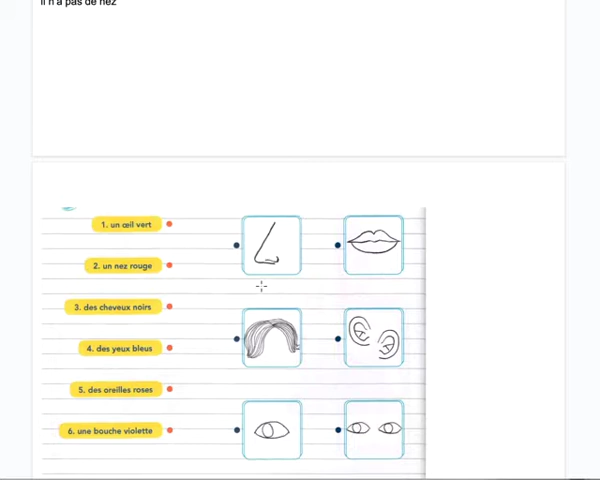 il n'a pas de nez
1. un œil vert
2. un nez rouge
3. des cheveux noirs
4. des yeux bleus
5. des oreilles roses
6. une bouche violette